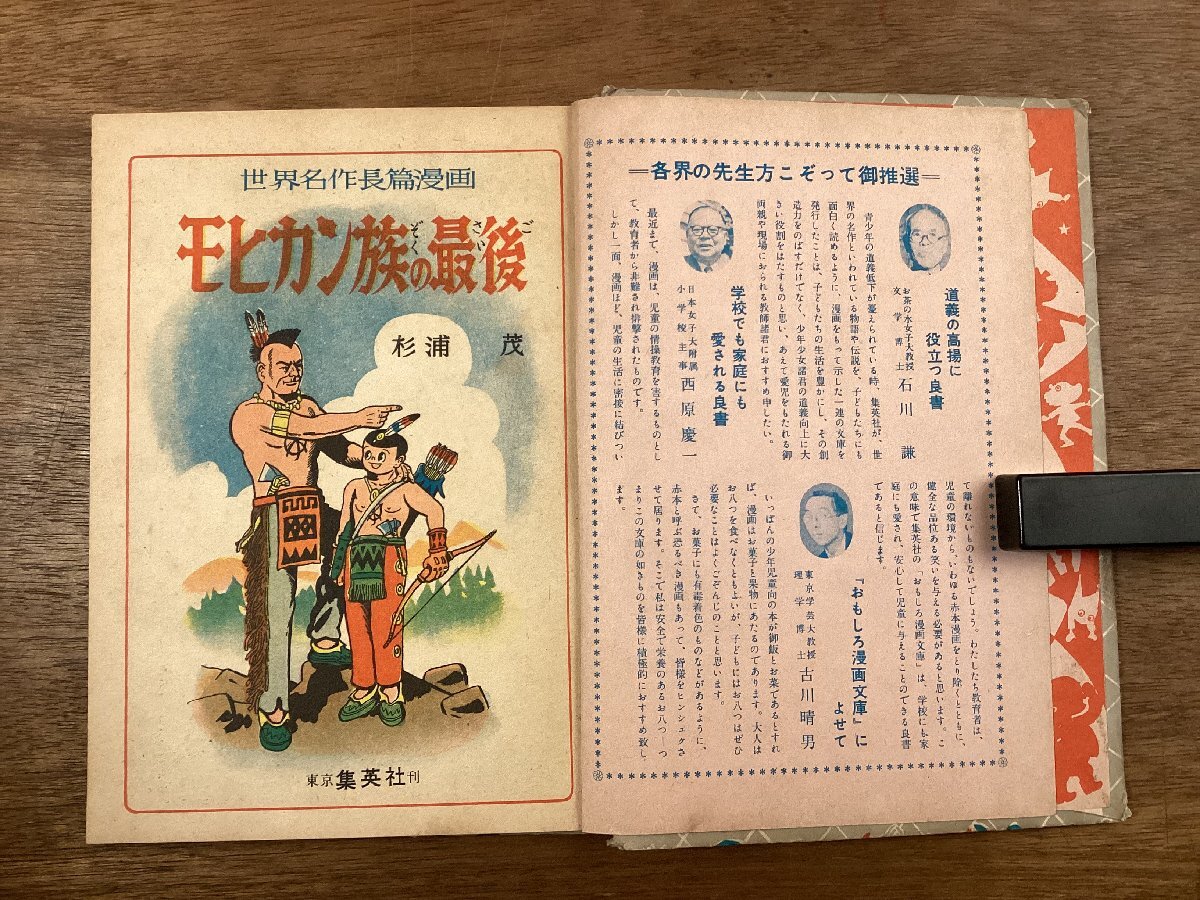 各界の先生方こぞって御推選
道義の高揚に
役立つ良書
お茶の水女子大教授
文学博士
石川謙
青少年の道義低下が憂えられている時、集英社が、世
界の名作といわれている物語や伝説を、子どもたちにも
面白く読めるように、漫画をもって示した一連の文庫を
発行したことは、子どもたちの生活を豊かにし、その創
造力をのばすだけでなく、少年少女諸君の道義向上に大
きい役割をはたすものと思い、あえて愛児をもたれる御
両親や現場におられる教師諸君におすすめ申したい。
学校でも家庭にも
愛される良書
日本女子大附属
小学校主事
西原慶一
最近まで、漫画は、児童の情操教育を害するものとし
て、教育者から非難され排撃されたものです。
しかし一面、漫画ほど、児童の生活に密接に結びつい
て離れないものもないでしょう。わたしたち教育者は、
児童の環境から、いわゆる赤本漫画をとり除くとともに、
健全な品位ある笑いを与える必要があると思います。こ
の意味で集英社の「おもしろ漫画文庫」は、学校にも家
庭にも愛され、安心して児童に与えることのできる良書
であると信じます。
『おもしろ漫画文庫』に
よせて
東京学芸大教授
理学博士
古川晴男
いっぱんの少年児童向の本が御飯とお菜であるとすれ
ば、漫画はお菓子と果物にあたるのであります。大人は
お八つを食べなくともよいが、子どもにはお八つはぜひ
必要なことはよくごぞんじのことと思います。
さて、お菓子にも有毒着色のものなどがあるように、
赤本と呼ぶ恐るべき漫画もあって、皆様をヒンシュクさ
せて居ります。そこで私は安全で栄養のあるお八つ―つ
まりこの文庫の如きものを皆様に積極的におすすめ致し
ます。
世界名作長篇漫画
モヒカン族の最後
ぞく さい ご
杉浦 茂
東京 集英社 刊